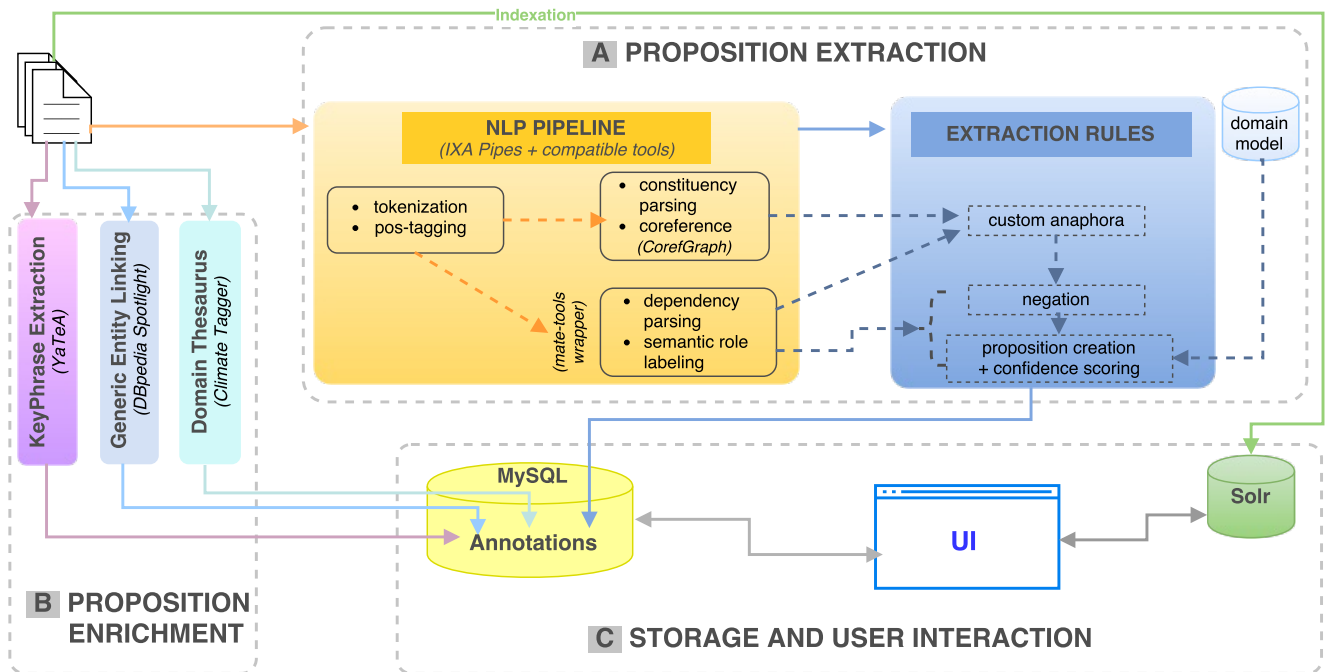 Indexation
A PROPOSITION EXTRACTION
NLP PIPELINE
(IXA Pipes + compatible tools)
• tokenization
• pos-tagging
• constituency
parsing
• coreference
(CorefGraph)
(mate-tools
wrapper)
• dependency
parsing
• semantic role
labeling
EXTRACTION RULES
custom anaphora
negation
proposition creation
+ confidence scoring
domain
model
KeyPhrase Extraction
(YaTeA)
Generic Entity Linking
(DBpedia Spotlight)
Domain Thesaurus
(Climate Tagger)
B PROPOSITION
ENRICHMENT
MySQL
Annotations
UI
Solr
C STORAGE AND USER INTERACTION